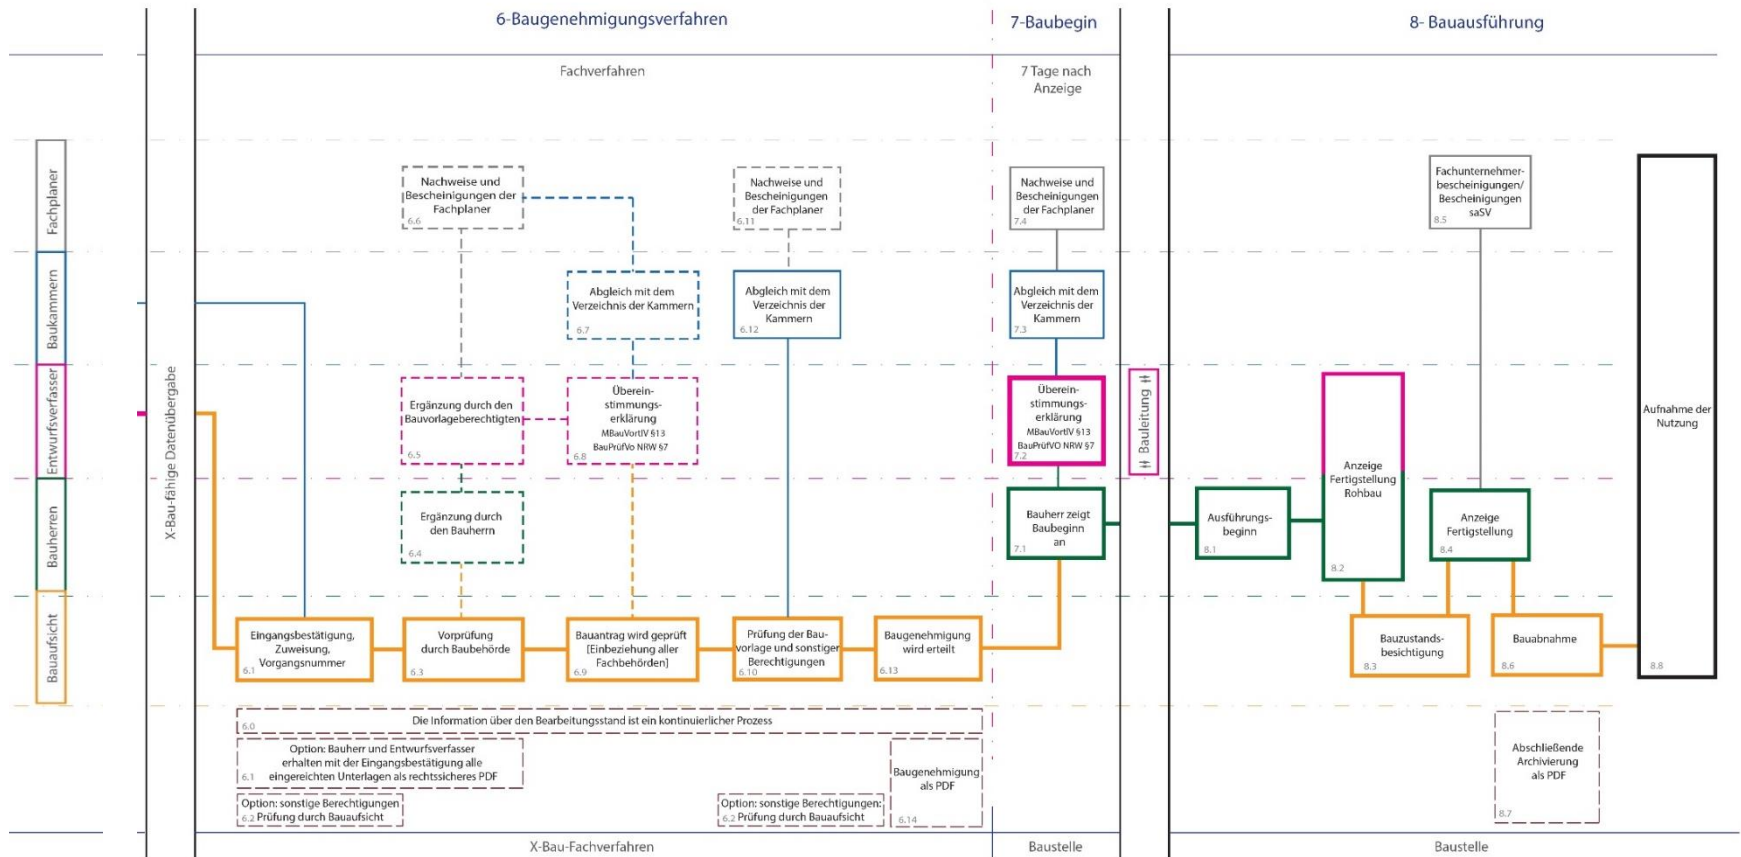 6-Baugenehmigungsverfahren
7-Baubegin
8- Bauausführung
Fachverfahren
7 Tage nach
Anzeige
Fachplaner
Baukammern
Entwurfsverfasser
Bauherren
Bauaufsicht
X-Bau-fähige Datenübergabe
Nachweise und
Bescheinigungen der
Fachplaner
6.6
Nachweise und
Bescheinigungen
der Fachplaner
6.11
Nachweise und
Bescheinigungen
der Fachplaner
7.4
Fachunternehmer-
bescheinigungen/
Bescheinigungen
saSV
8.5
Abgleich mit dem
Verzeichnis der Kammern
6.7
Abgleich mit dem
Verzeichnis der
Kammern
6.12
Abgleich mit dem
Verzeichnis der
Kammern
7.3
Ergänzung durch den
Bauvorlageberechtigten
6.5
Überein-
stimmungs-
erklärung
MBauVortlV §13
BauPrüfVo NRW §7
6.8
Überein-
stimmungs-
erklärung
MBauVortlV §13
BauPrüfVO NRW §7
7.2
Bauleitung
Aufnahme der
Nutzung
8.8
Ergänzung durch
den Bauherrn
6.4
Bauherr zeigt
Baubeginn
an
7.1
Ausführungs-
beginn
8.1
Anzeige
Fertigstellung
Rohbau
8.2
Anzeige
Fertigstellung
8.4
Eingangsbestätigung,
Zuweisung,
Vorgangsnummer
6.1
Vorprüfung
durch Baubehörde
6.3
Bauantrag wird geprüft
[Einbeziehung aller
Fachbehörden]
6.9
Prüfung der Bau-
vorlage und sonstiger
Berechtigungen
6.10
Baugenehmigung
wird erteilt
6.13
Bauzustands-
besichtigung
8.3
Bauabnahme
8.6
Die Information über den Bearbeitungsstand ist ein kontinuierlicher Prozess
6.0
Option: Bauherr und Entwurfsverfasser
erhalten mit der Eingangsbestätigung alle
6.1 eingereichten Unterlagen als rechtssicheres PDF
Option: sonstige Berechtigungen
6.2 Prüfung durch Bauaufsicht
Option: sonstige Berechtigungen:
6.2 Prüfung durch Bauaufsicht
Baugenehmigung
als PDF
6.14
Abschließende
Archivierung
als PDF
8.7
X-Bau-Fachverfahren
Baustelle
Baustelle